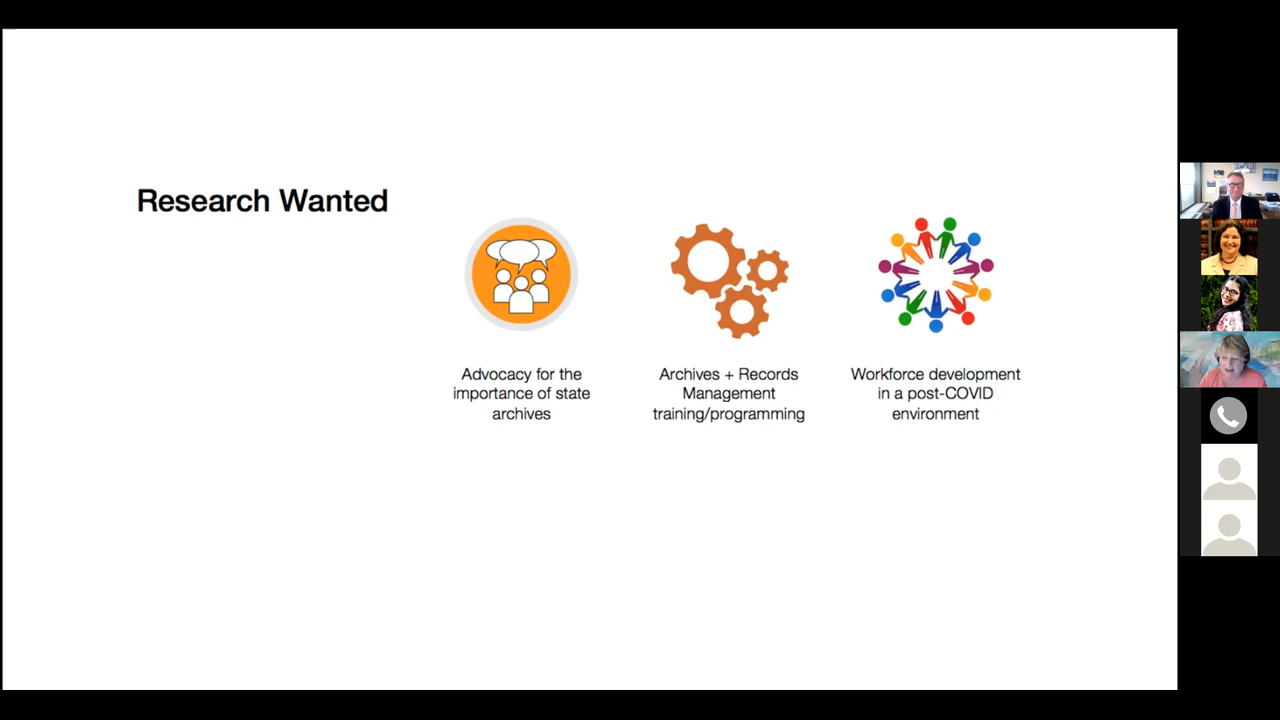 Research Wanted
Advocacy for the
importance of state
archives
Archives + Records
Management
training/programming
Workforce development
in a post-COVID
environment